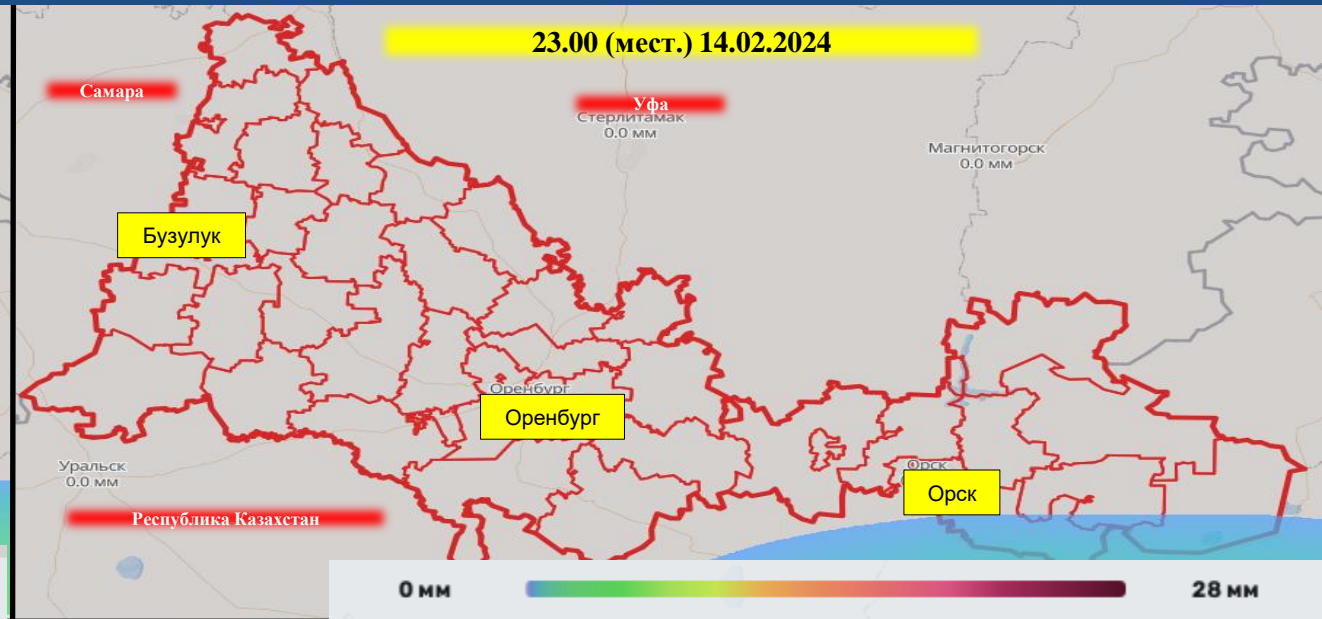 23.00 (мест.) 14.02.2024
Самара
Уфа
Стерлитамак
0.0 мм
Магнитогорск
0.0 мм
Бузулук
Оренбург
Оренбург
Уральск
0.0 мм
Орск
Орск
Республика Казахстан
0 мм
28 мм